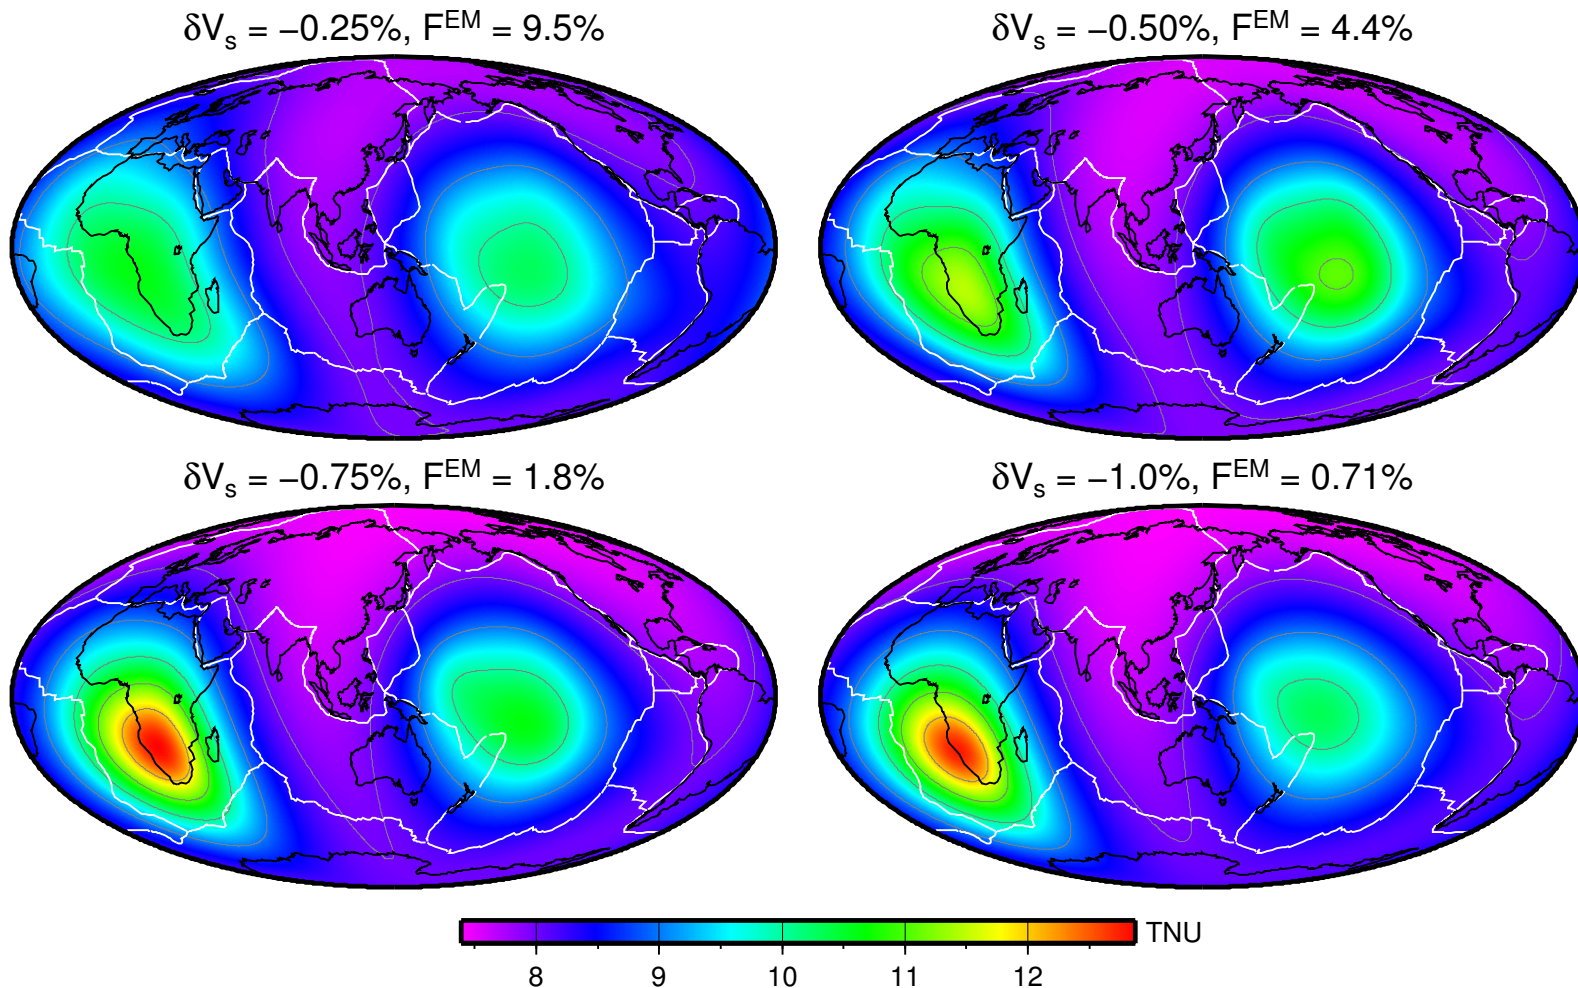 δVₛ = −0.25%, Fᴱᴹ = 9.5%
δVₛ = −0.50%, Fᴱᴹ = 4.4%
δVₛ = −0.75%, Fᴱᴹ = 1.8%
δVₛ = −1.0%, Fᴱᴹ = 0.71%
TNU
8 9 10 11 12